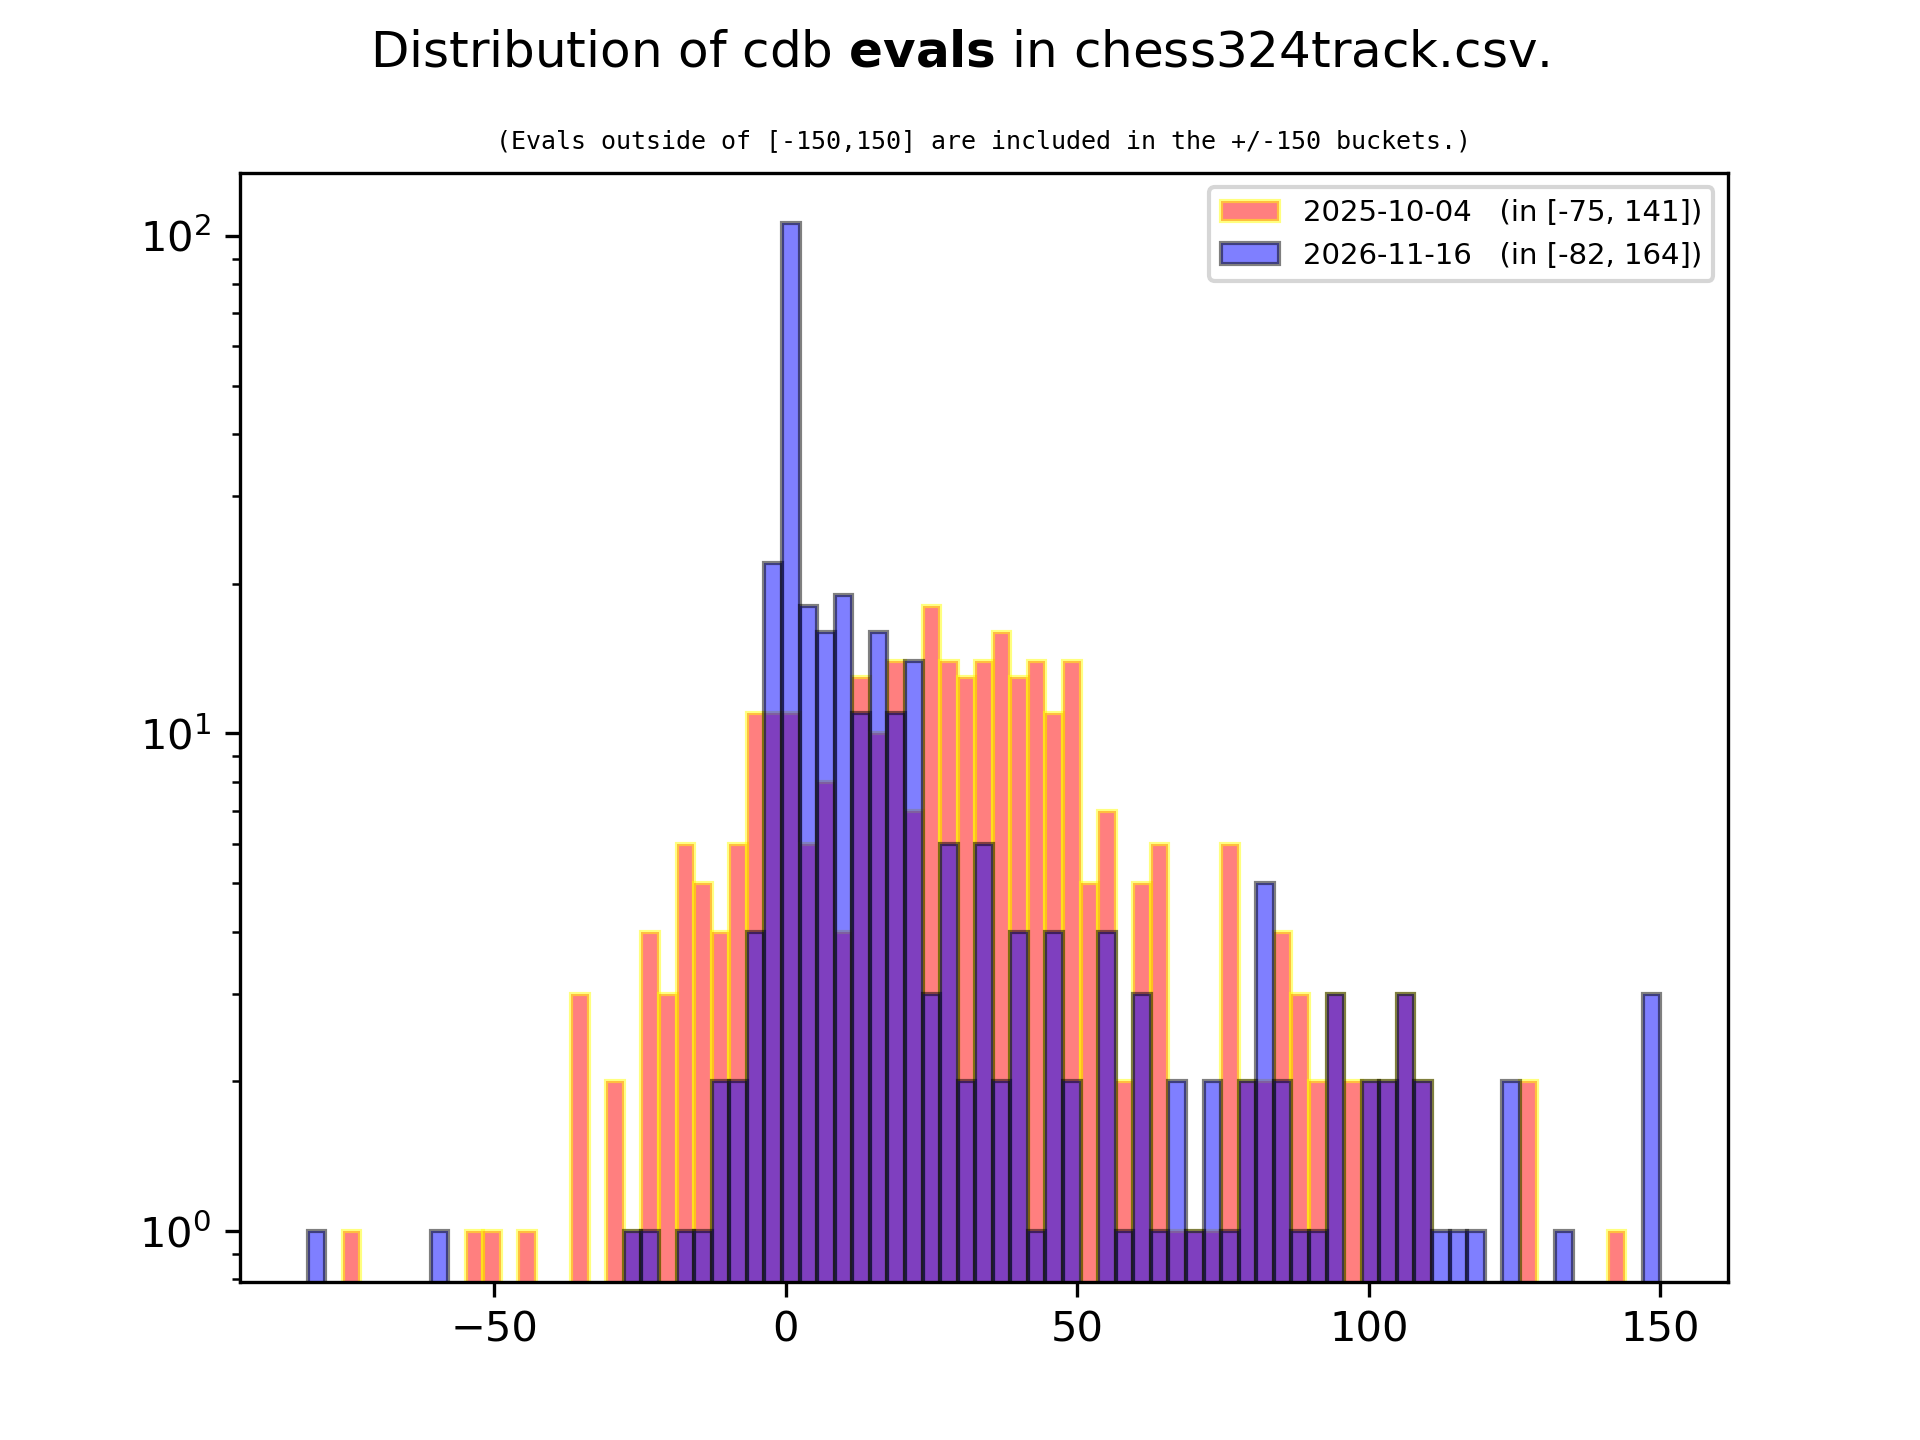 Distribution of cdb evals in chess324track.csv.
(Evals outside of [-150,150] are included in the +/-150 buckets.)
2025-10-04 (in [-75, 141])
2026-11-16 (in [-82, 164])
10²
10¹
10⁰
−50 0 50 100 150